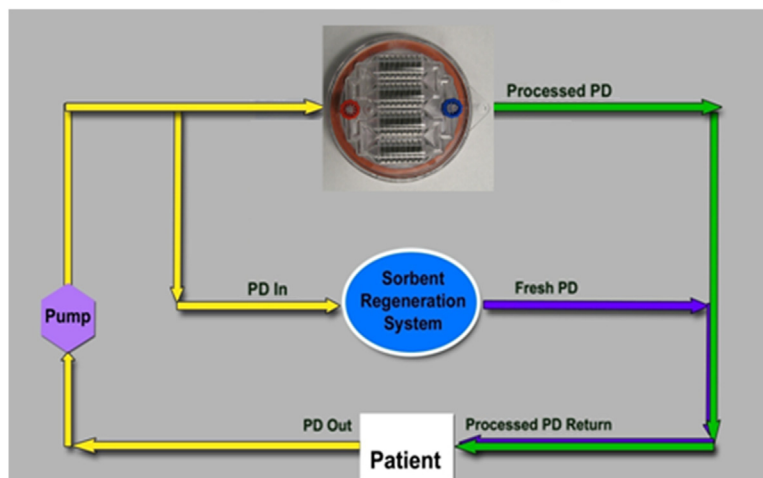 Processed PD
PD In
Sorbent
Regeneration
System
Fresh PD
Pump
PD Out
Processed PD Return
Patient